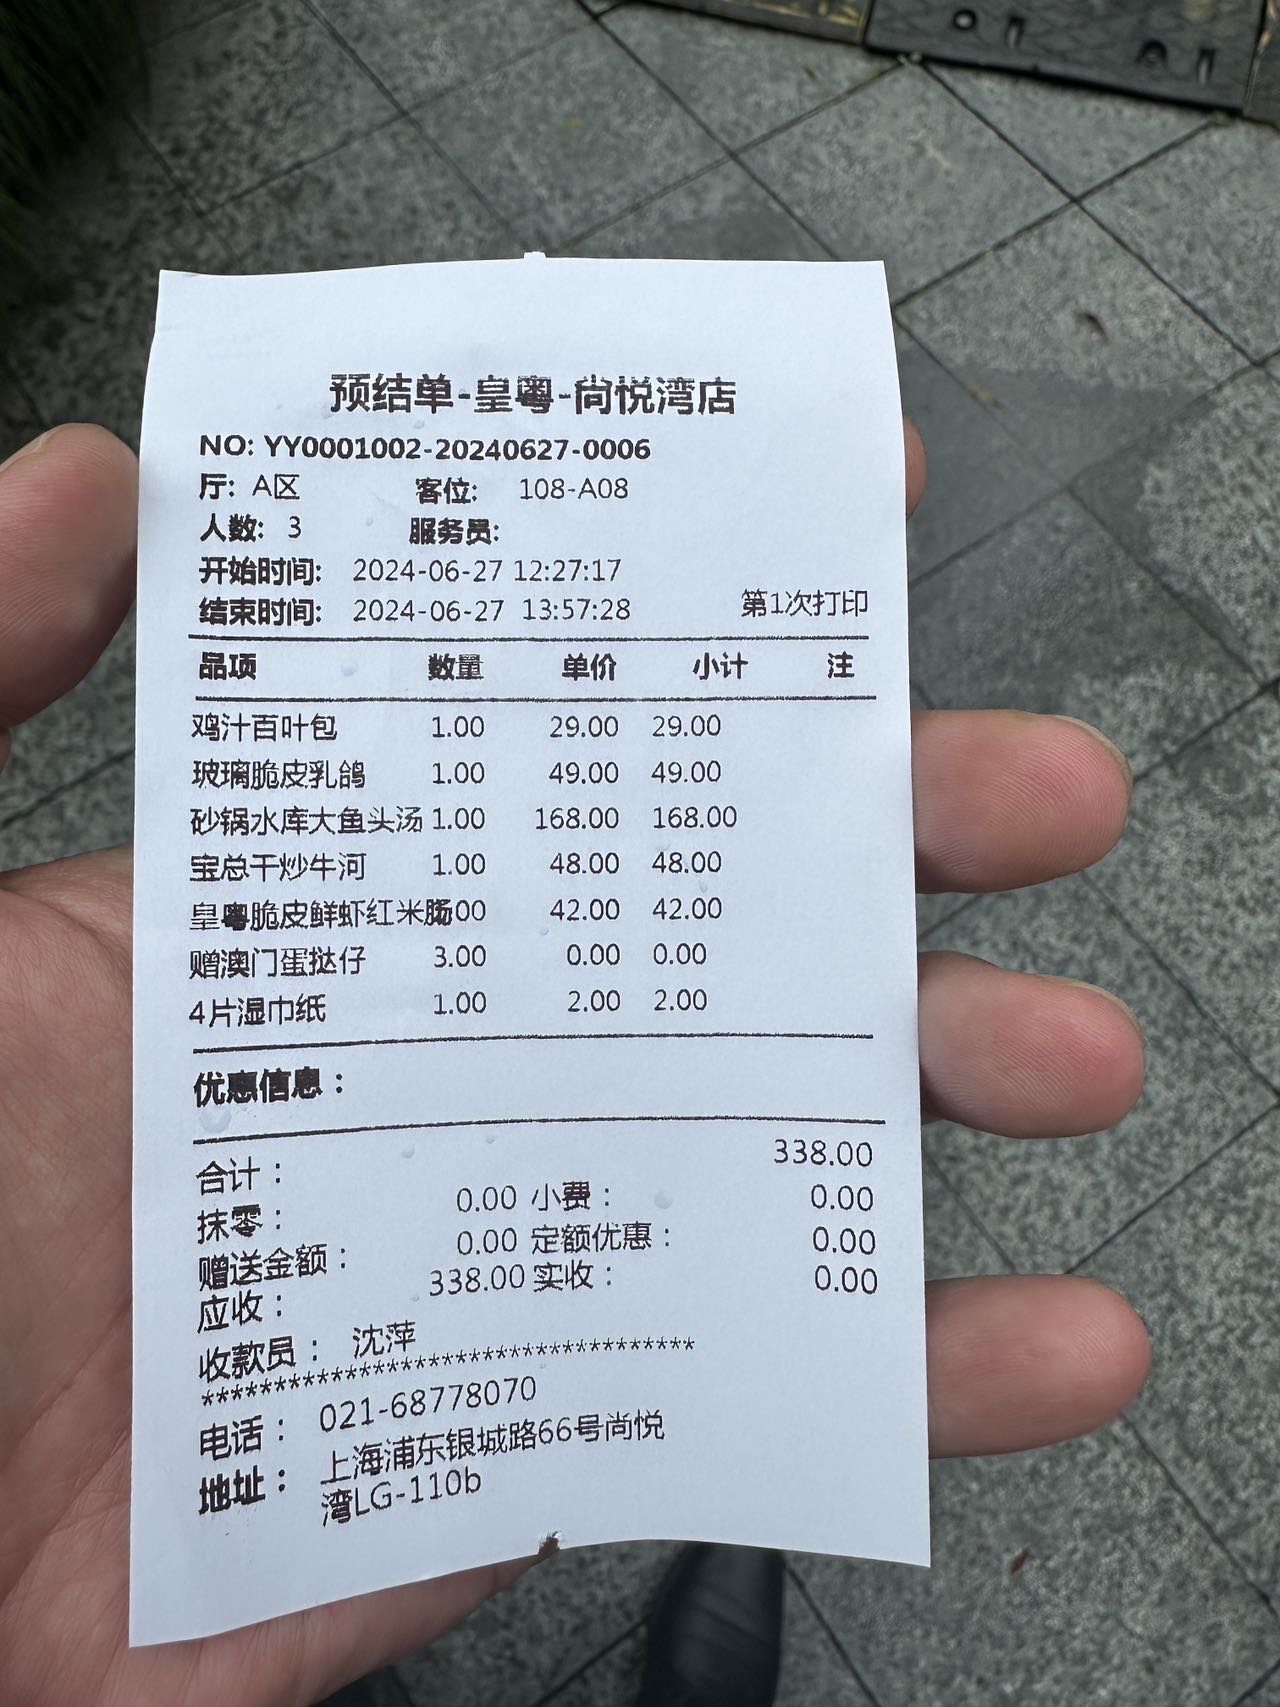 预结单-皇粤-尚悦湾店
NO: YY0001002-20240627-0006
厅: A区 客位: 108-A08
人数: 3 服务员:
开始时间: 2024-06-27 12:27:17
结束时间: 2024-06-27 13:57:28 第1次打印
品项 数量 单价 小计 注
鸡汁百叶包 1.00 29.00 29.00
玻璃脆皮乳鸽 1.00 49.00 49.00
砂锅水库大鱼头汤 1.00 168.00 168.00
宝总干炒牛河 1.00 48.00 48.00
皇粤脆皮鲜虾红米肠 .00 42.00 42.00
赠澳门蛋挞仔 3.00 0.00 0.00
4片湿巾纸 1.00 2.00 2.00
优惠信息：
合计： 338.00
抹零： 0.00 小费： 0.00
赠送金额： 0.00 定额优惠： 0.00
应收： 338.00 实收： 0.00
收款员： 沈萍
**********************************
电话： 021-68778070
地址： 上海浦东银城路66号尚悦
湾LG-110b